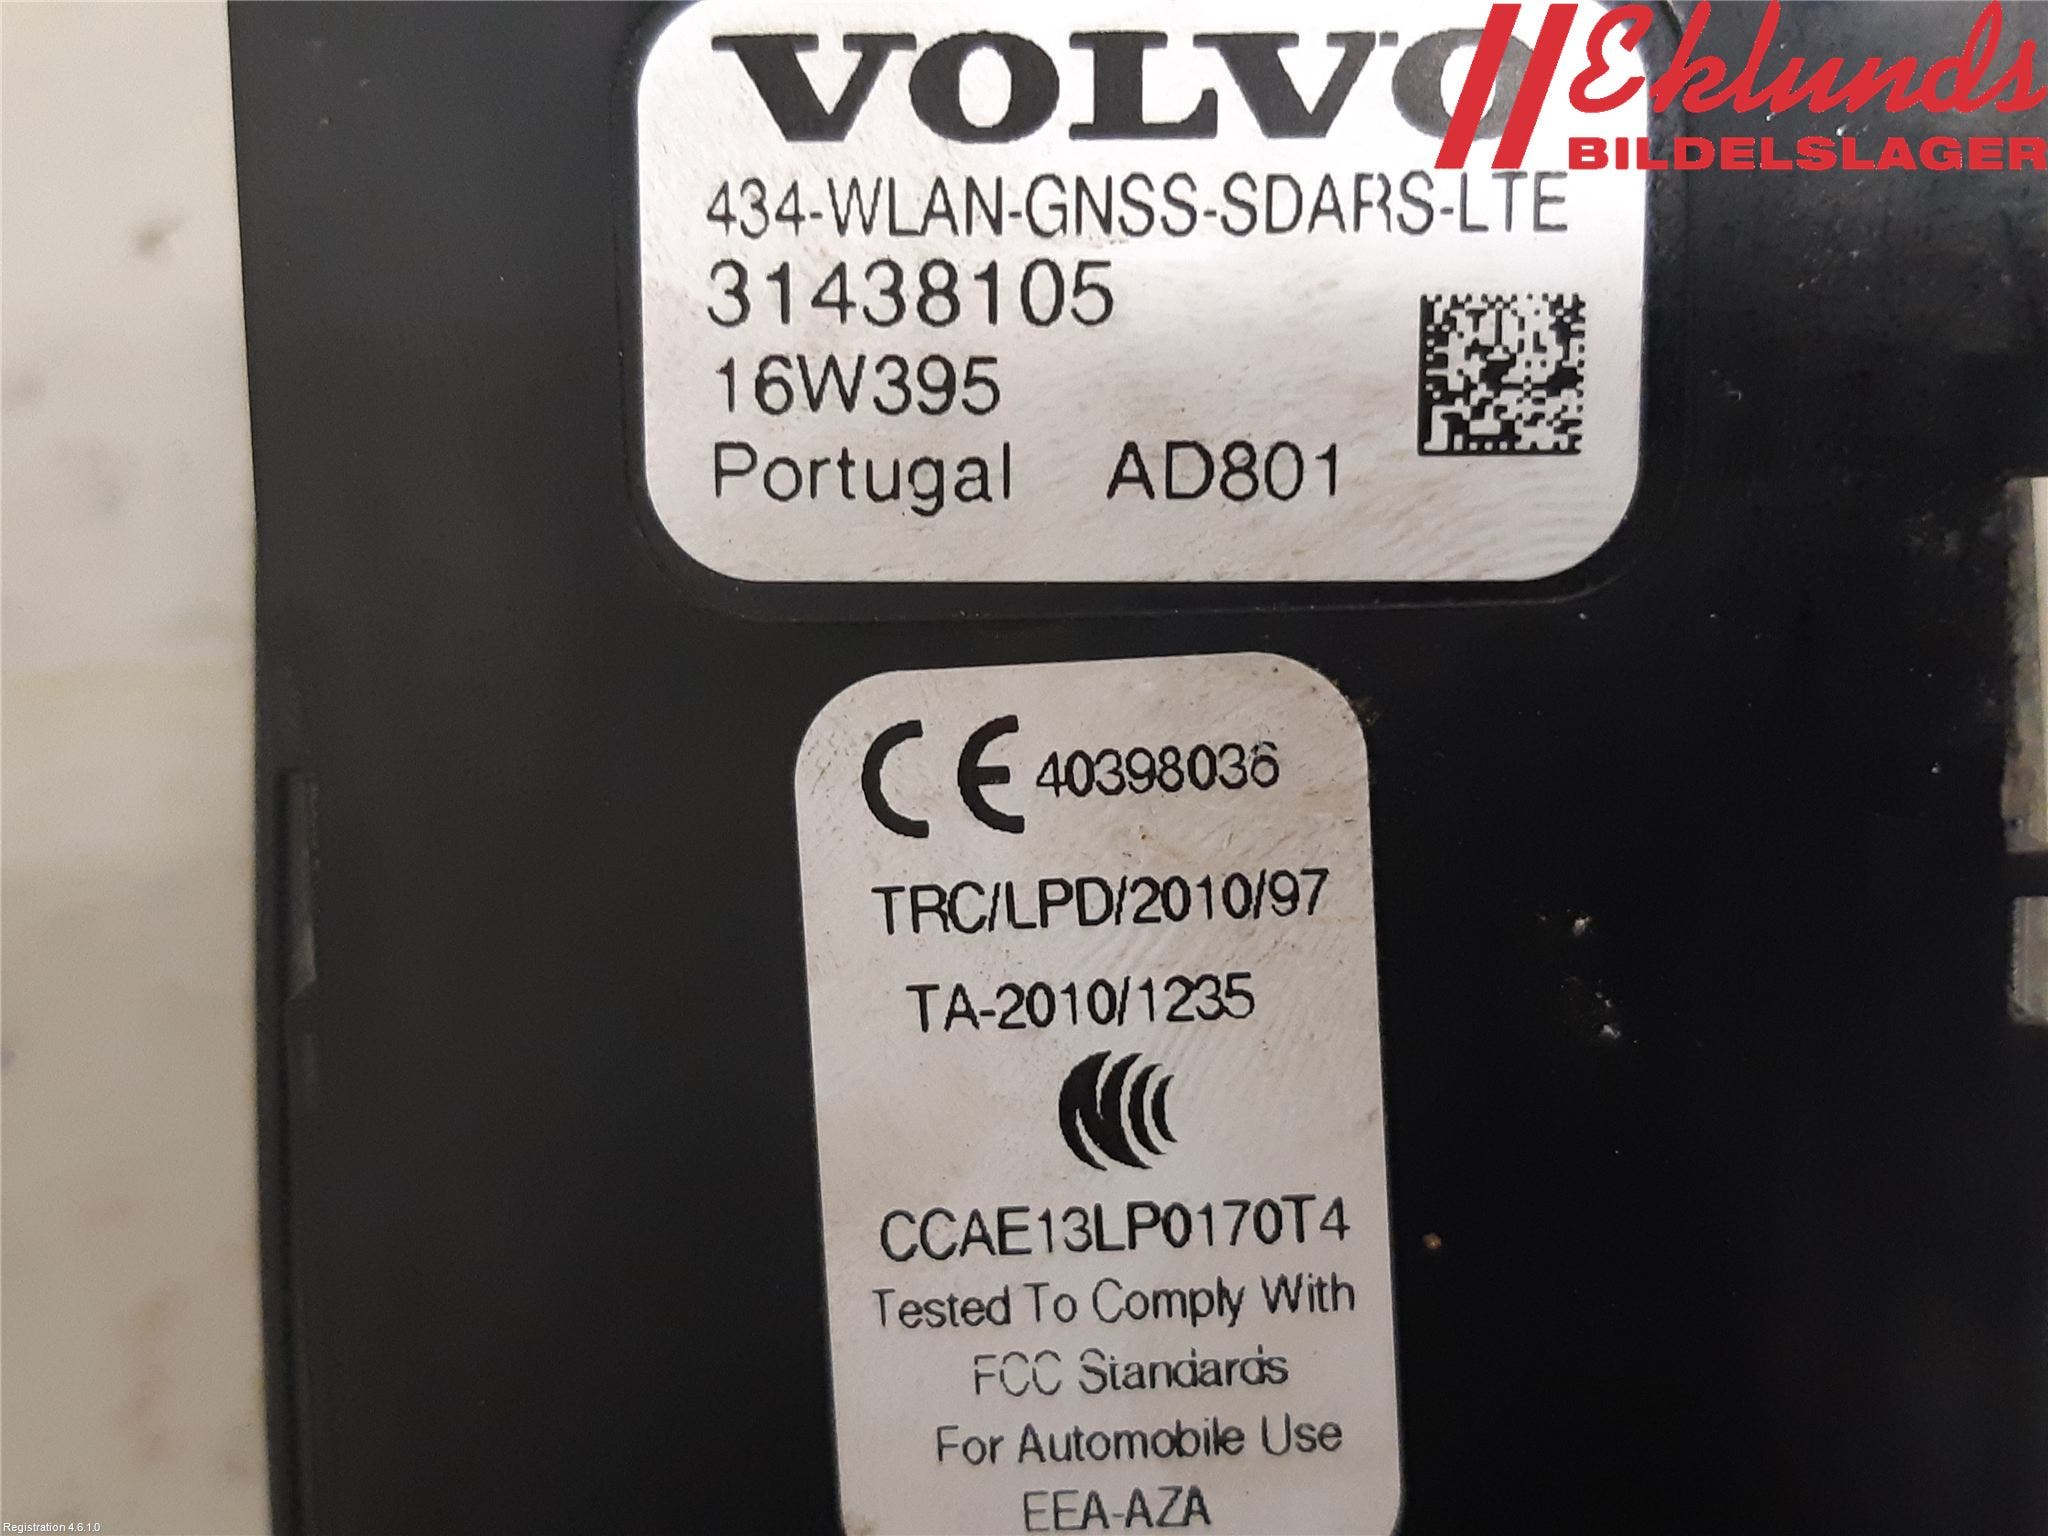 VOLVO
Eklunds
BILDELSLAGER
434-WLAN-GNSS-SDARS-LTE
31438105
16W395
Portugal AD801
CE 40398036
TRC/LPD/2010/97
TA-2010/1235
CCAE13LP0170T4
Tested To Comply With
FCC Standards
For Automobile Use
EEA-AZA
Registration 4.6.1.0